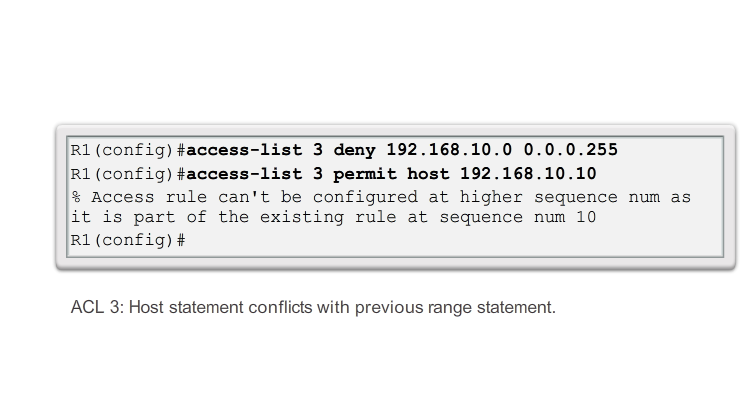 R1(config)#access-list 3 deny 192.168.10.0 0.0.0.255
R1(config)#access-list 3 permit host 192.168.10.10
% Access rule can't be configured at higher sequence num as
it is part of the existing rule at sequence num 10
R1(config)#
ACL 3: Host statement conflicts with previous range statement.